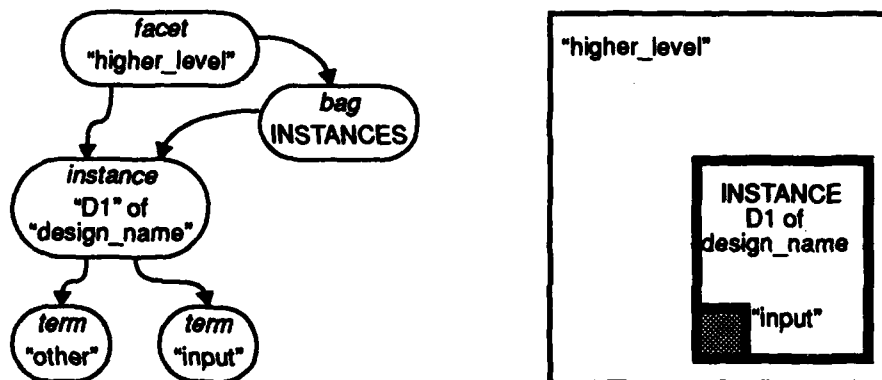 facet
"higher_level"
bag
INSTANCES
instance
"D1" of
"design_name"
term
"other"
term
"input"
"higher_level"
INSTANCE
D1 of
design_name
"input"